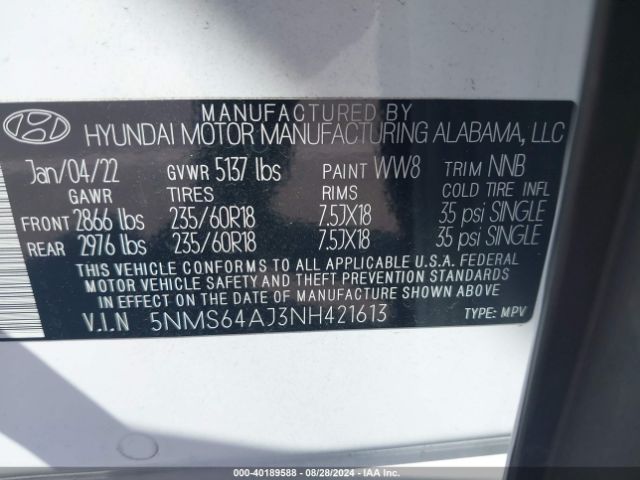 MANUFACTURED BY
HYUNDAI MOTOR MANUFACTURING ALABAMA, LLC
Jan/04/22 GVWR 5137 lbs PAINT WW8 TRIM NNB
GAWR TIRES RIMS COLD TIRE INFL
FRONT 2866 lbs 235/60R18 7.5JX18 35 psi SINGLE
REAR 2976 lbs 235/60R18 7.5JX18 35 psi SINGLE
THIS VEHICLE CONFORMS TO ALL APPLICABLE U.S.A. FEDERAL
MOTOR VEHICLE SAFETY AND THEFT PREVENTION STANDARDS
IN EFFECT ON THE DATE OF MANUFACTURE SHOWN ABOVE.
V.I.N 5NMS64AJ3NH421613 TYPE: MPV
000-40189588 - 08/28/2024 - IAA Inc.